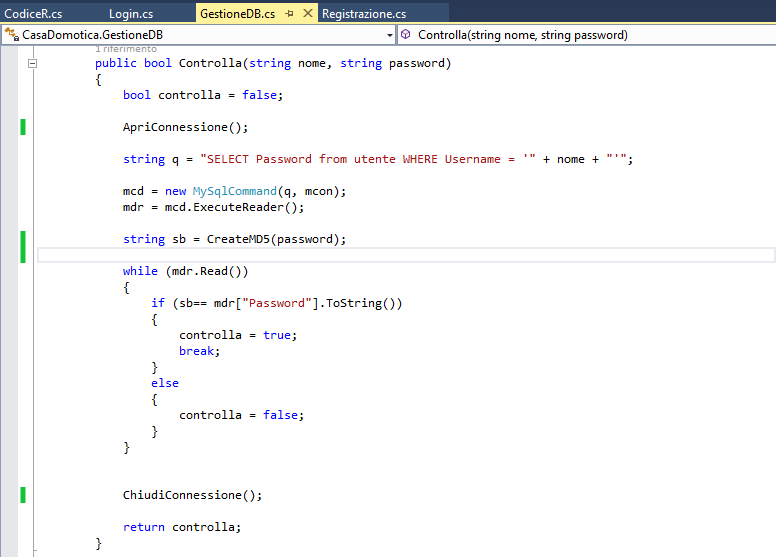 CodiceR.cs Login.cs GestioneDB.cs Registrazione.cs
CasaDomotica.GestioneDB Controlla(string nome, string password)
1 riferimento
public bool Controlla(string nome, string password)
{
bool controlla = false;
ApriConnessione();
string q = "SELECT Password from utente WHERE Username = '" + nome + "'";
mcd = new MySqlCommand(q, mcon);
mdr = mcd.ExecuteReader();
string sb = CreateMD5(password);
while (mdr.Read())
{
if (sb== mdr["Password"].ToString())
{
controlla = true;
break;
}
else
{
controlla = false;
}
}
ChiudiConnessione();
return controlla;
}